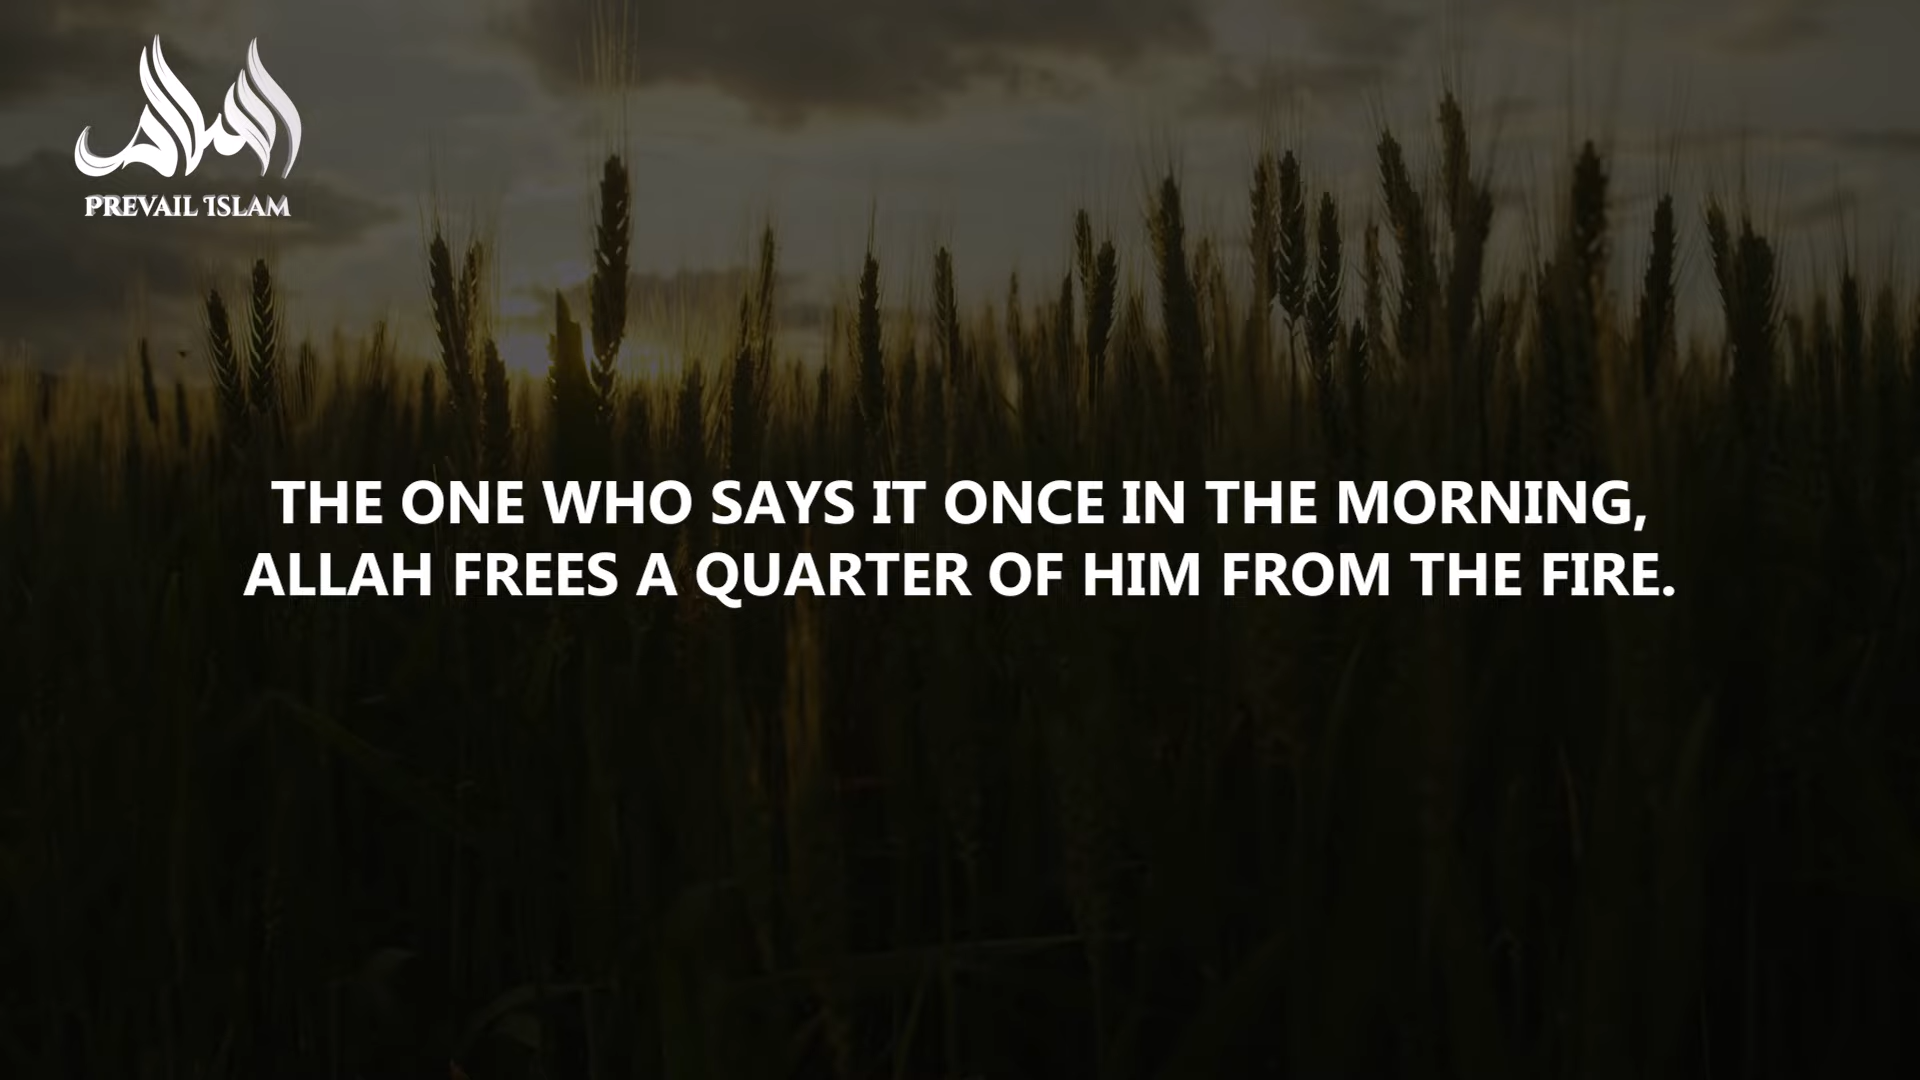 السلام
PREVAIL ISLAM
THE ONE WHO SAYS IT ONCE IN THE MORNING,
ALLAH FREES A QUARTER OF HIM FROM THE FIRE.